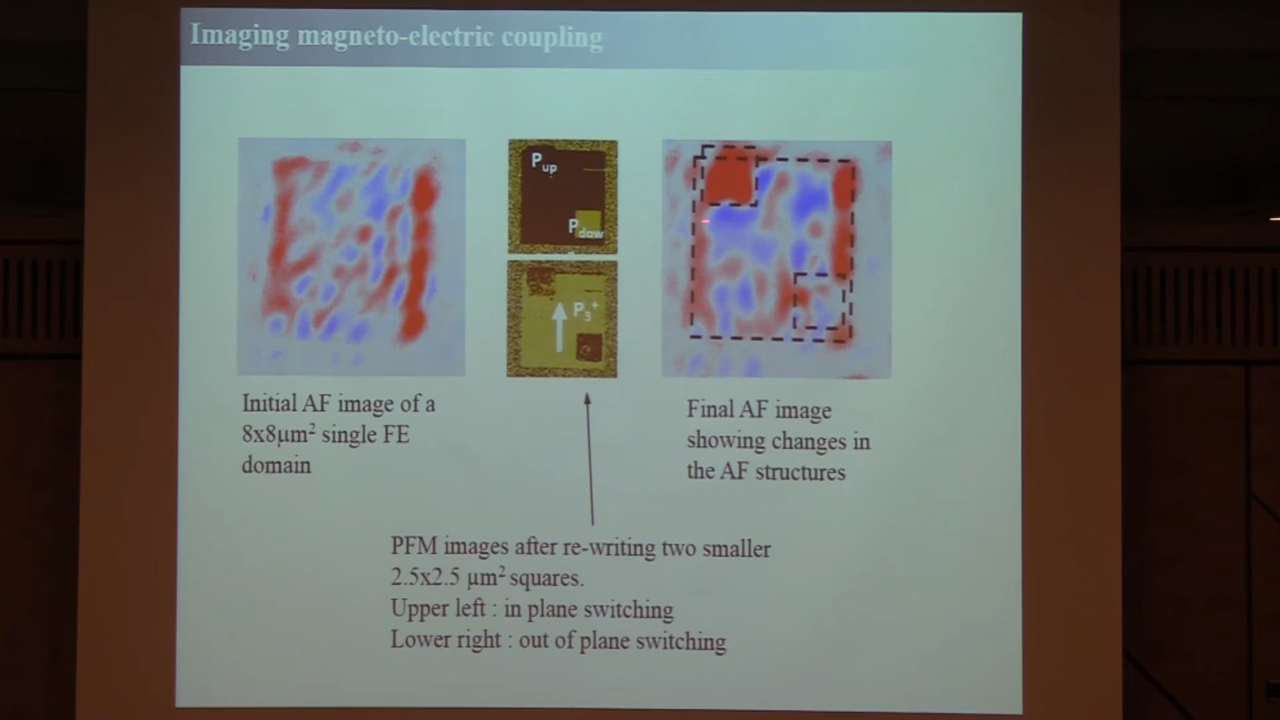 Imaging magneto-electric coupling
P up
P dow
P₃⁺
Initial AF image of a
8x8µm² single FE
domain
Final AF image
showing changes in
the AF structures
PFM images after re-writing two smaller
2.5x2.5 µm² squares.
Upper left : in plane switching
Lower right : out of plane switching